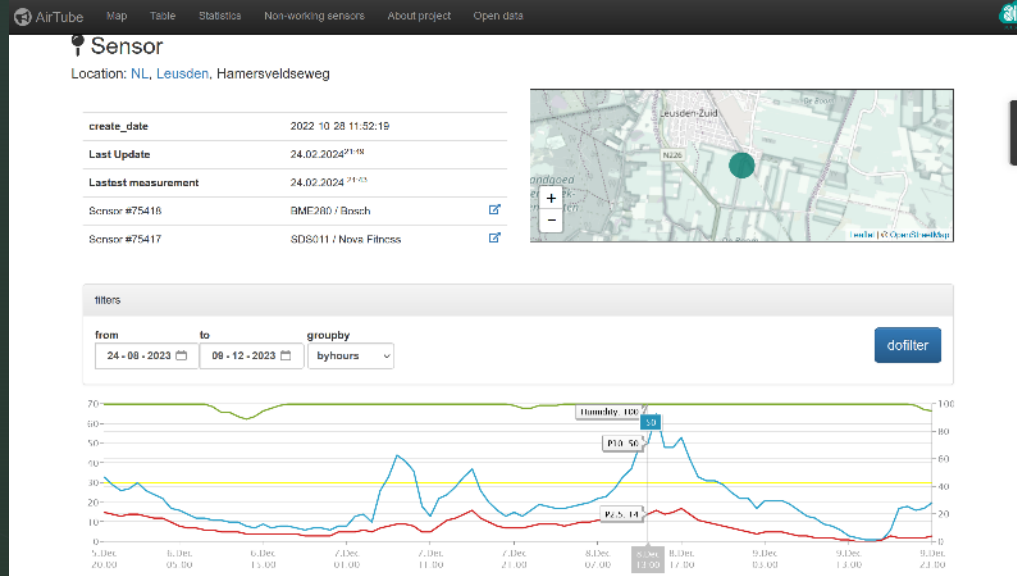 AirTube Map Table Statistics Non-working sensors About project Open data
Sensor
Location: NL, Leusden, Hamersveldseweg
create_date 2022 10 28 11:52:19
Last Update 24.02.2024
Lastest measurement 24.02.2024
Sensor #75418 BME280 / Bosch
Sensor #75417 SDS011 / Nova Fitness
Leusden-Zuid
N226
+
−
Leaflet | © OpenStreetMap
filters
from to groupby
24 - 08 - 2023 09 - 12 - 2023 byhours
dofilter
70 60 50 40 30 20 10 0
100 80 60 40 20 0
Humidity, 100
50
P10, 50
P2.5, 14
5.Dec 20:00
6.Dec 05:00
6.Dec 15:00
7.Dec 01:00
7.Dec 11:00
7.Dec 21:00
8.Dec 07:00
8.Dec 13:00
8.Dec 17:00
9.Dec 03:00
9.Dec 13:00
9.Dec 23:00